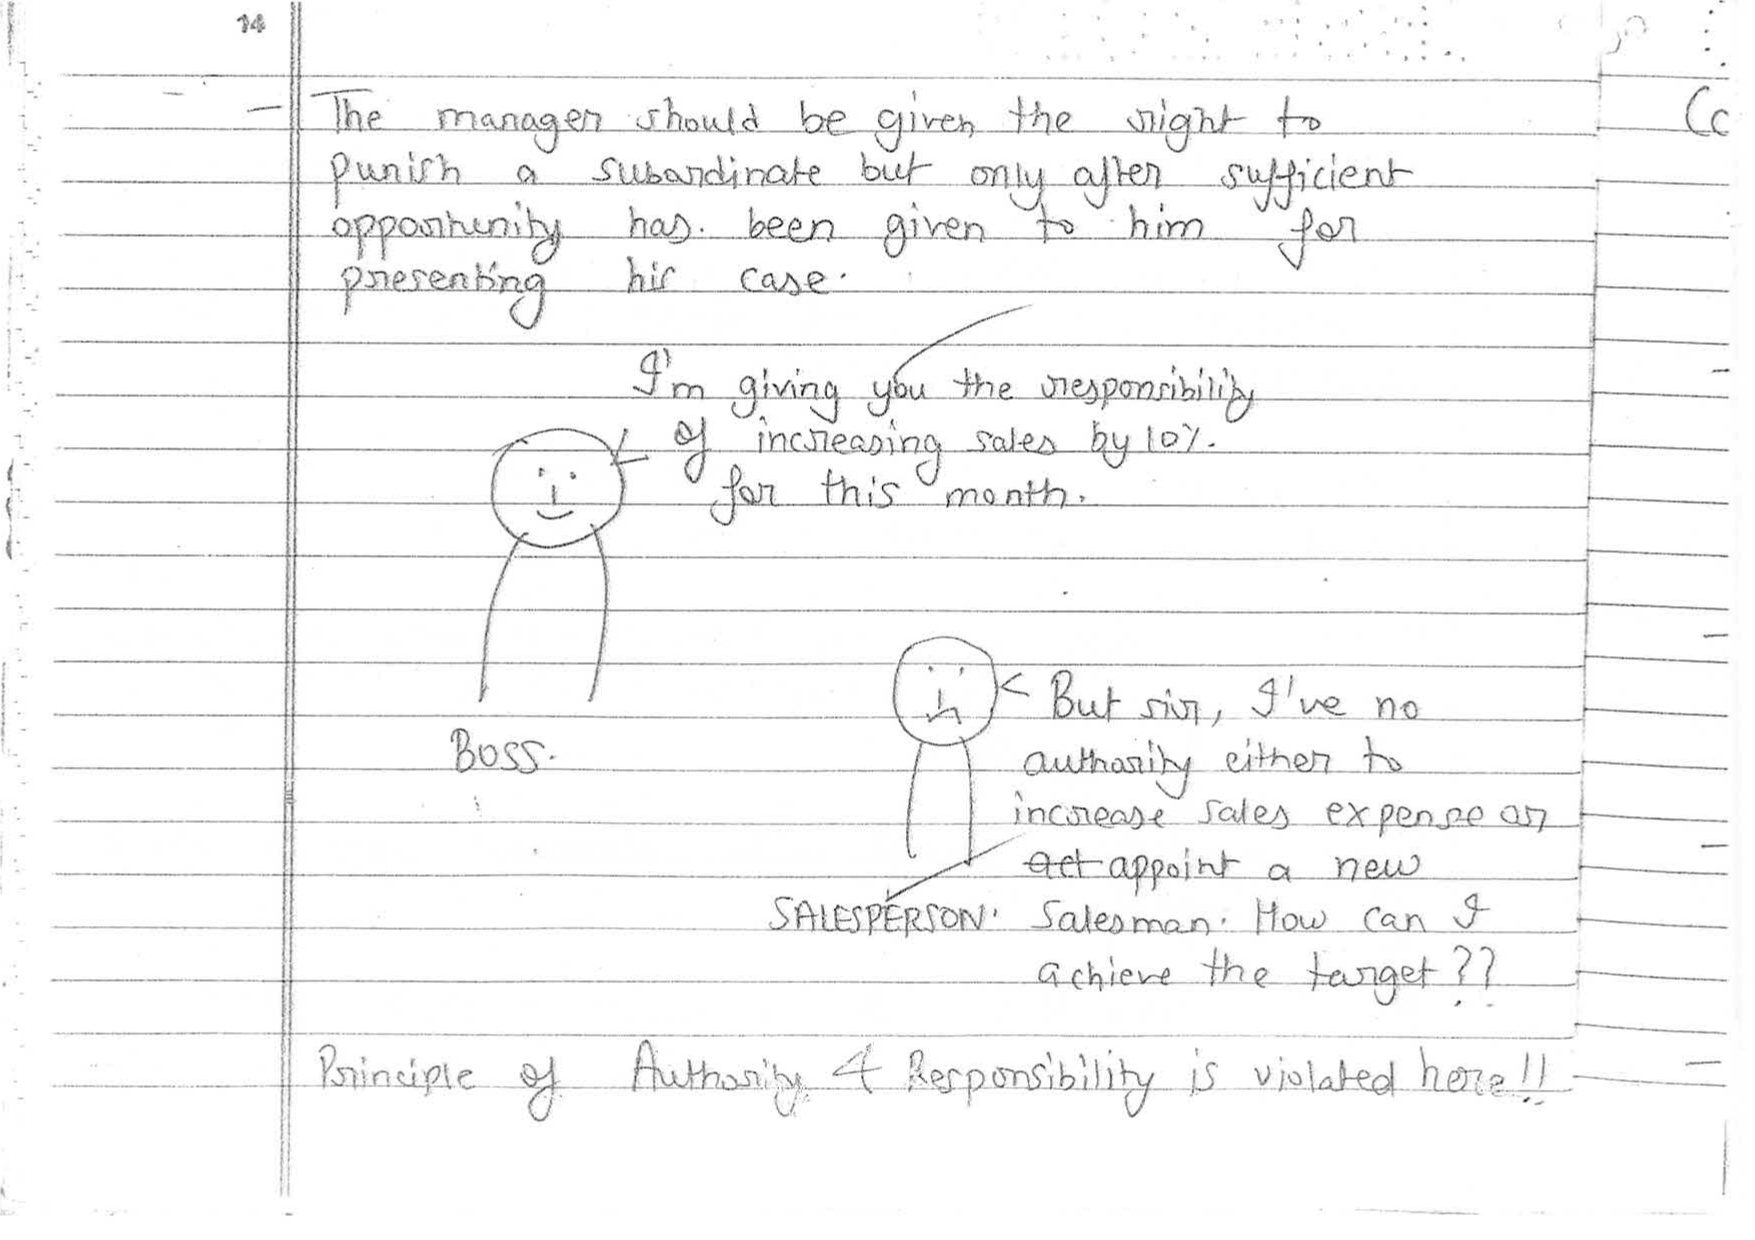 14
— The manager should be given the right to
punish a subordinate but only after sufficient
opportunity has been given to him for
presenting his case.
I'm giving you the responsibility
of increasing sales by 10%.
for this month.
BOSS.
But sir, I've no
authority either to
increase sales expense or
act appoint a new
SALESPERSON. Salesman. How can I
achieve the target??
Principle of Authority & Responsibility is violated here!!
(c